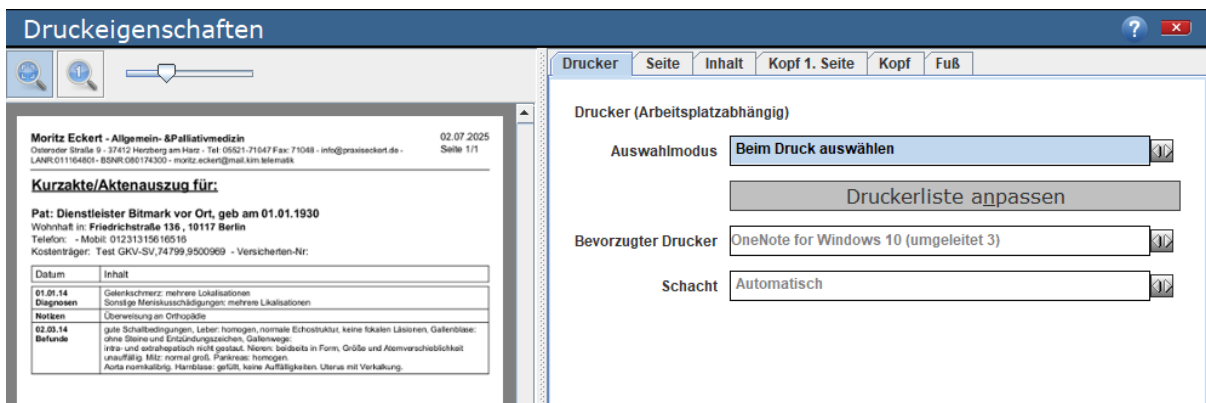 Druckeigenschaften
?
1
Drucker
Seite
Inhalt
Kopf 1. Seite
Kopf
Fuß
Drucker (Arbeitsplatzabhängig)
Auswahlmodus
Beim Druck auswählen
Druckerliste anpassen
Bevorzugter Drucker
OneNote for Windows 10 (umgeleitet 3)
Schacht
Automatisch
Moritz Eckert - Allgemein- &Palliativmedizin
02.07.2025
Osteroder Straße 9 - 37412 Herzberg am Harz - Tel: 05521-71047 Fax: 71048 - info@praxiseckert.de -
Seite 1/1
LANR:011164801- BSNR:080174300 - moritz.eckert@mail.kim.telematik
Kurzakte/Aktenauszug für:
Pat: Dienstleister Bitmark vor Ort, geb am 01.01.1930
Wohnhaft in: Friedrichstraße 136 , 10117 Berlin
Telefon: - Mobil: 01231315616516
Kostenträger: Test GKV-SV,74799,9500969 - Versicherten-Nr:
Datum
Inhalt
01.01.14
Diagnosen
Gelenkschmerz: mehrere Lokalisationen
Sonstige Meniskusschädigungen: mehrere Likalisationen
Notizen
Überweisung an Orthopädie
02.03.14
Befunde
gute Schallbedingungen, Leber: homogen, normale Echostruktur, keine fokalen Läsionen, Gallenblase:
ohne Steine und Entzündungszeichen, Gallenwege:
intra- und extrahepatisch nicht gestaut. Nieren: beidseits in Form, Größe und Atemverschieblichkeit
unauffällig. Milz: normal groß. Pankreas: homogen.
Aorta normkalibrig. Harnblase: gefüllt, keine Auffälligkeiten. Uterus mit Verkalkung.